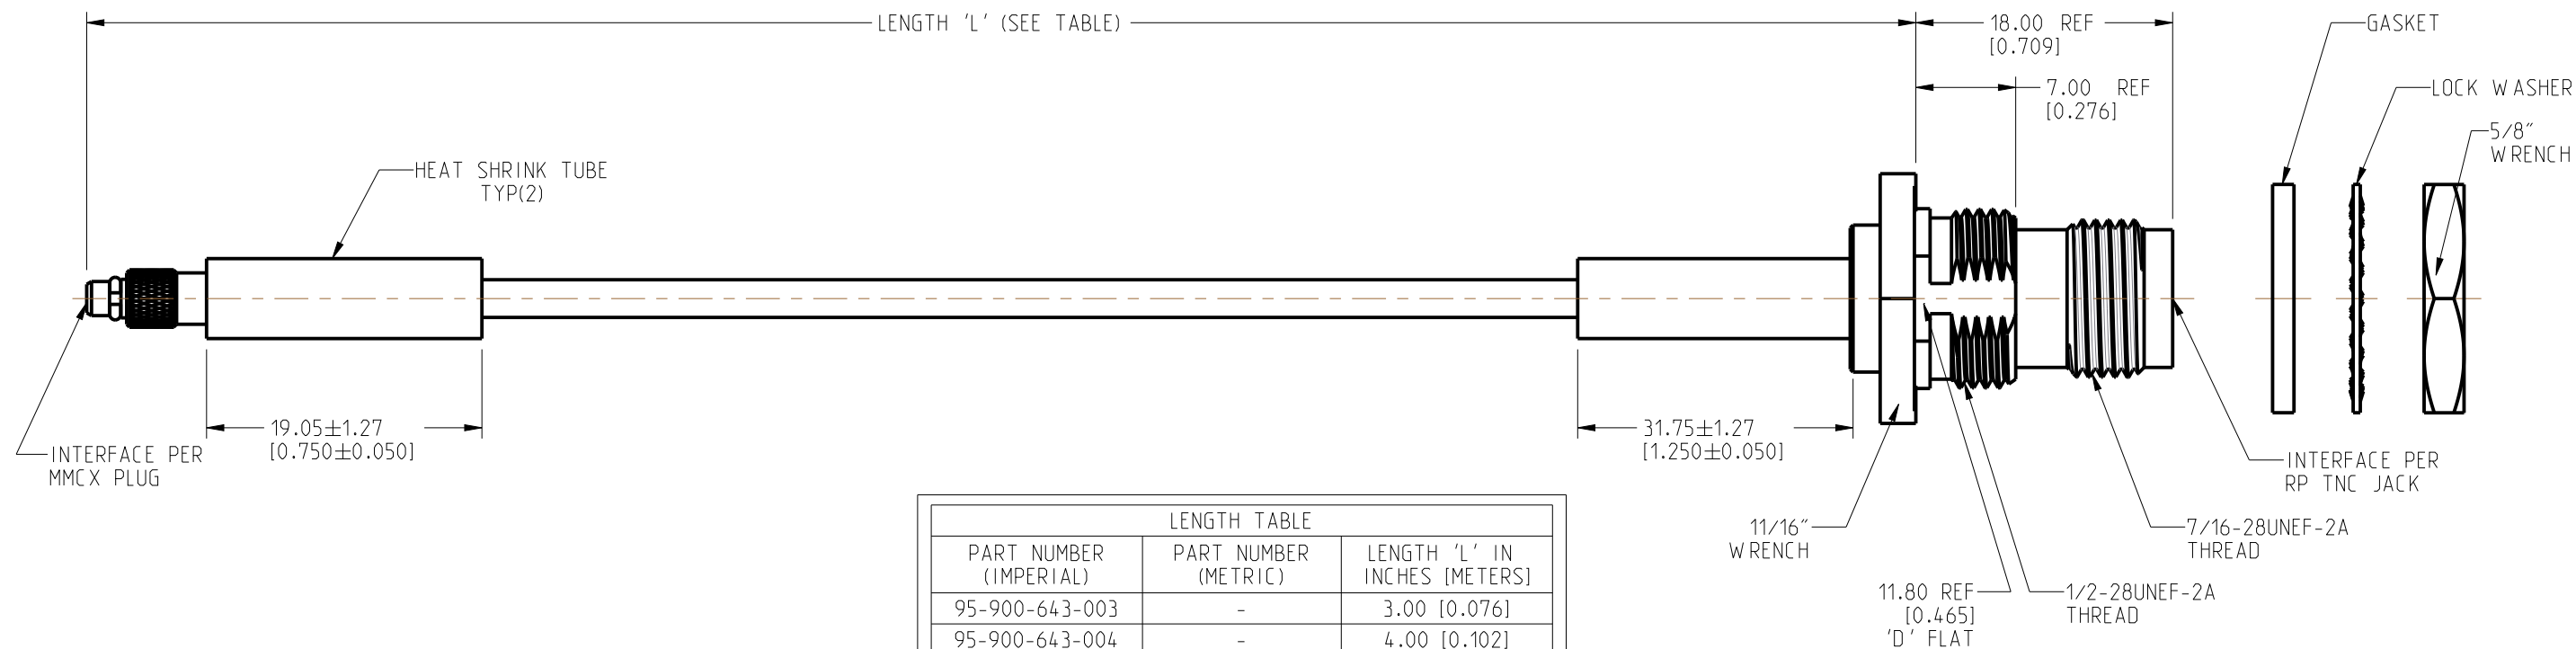 LENGTH 'L' (SEE TABLE)
18.00 REF
[0.709]
GASKET
7.00 REF
[0.276]
LOCK WASHER
5/8"
WRENCH
HEAT SHRINK TUBE
TYP(2)
19.05±1.27
[0.750±0.050]
31.75±1.27
[1.250±0.050]
INTERFACE PER
MMCX PLUG
INTERFACE PER
RP TNC JACK
11/16"
WRENCH
7/16-28UNEF-2A
THREAD
11.80 REF
[0.465]
'D' FLAT
1/2-28UNEF-2A
THREAD
LENGTH TABLE
PART NUMBER
(IMPERIAL)
PART NUMBER
(METRIC)
LENGTH 'L' IN
INCHES [METERS]
95-900-643-003 - 3.00 [0.076]
95-900-643-004 - 4.00 [0.102]